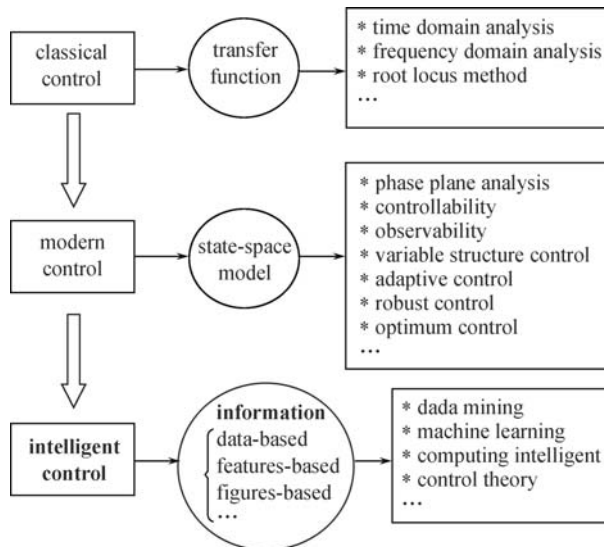 classical
control
transfer
function
* time domain analysis
* frequency domain analysis
* root locus method
...
modern
control
state-space
model
* phase plane analysis
* controllability
* observability
* variable structure control
* adaptive control
* robust control
* optimum control
...
intelligent
control
information
data-based
features-based
figures-based
...
* dada mining
* machine learning
* computing intelligent
* control theory
...